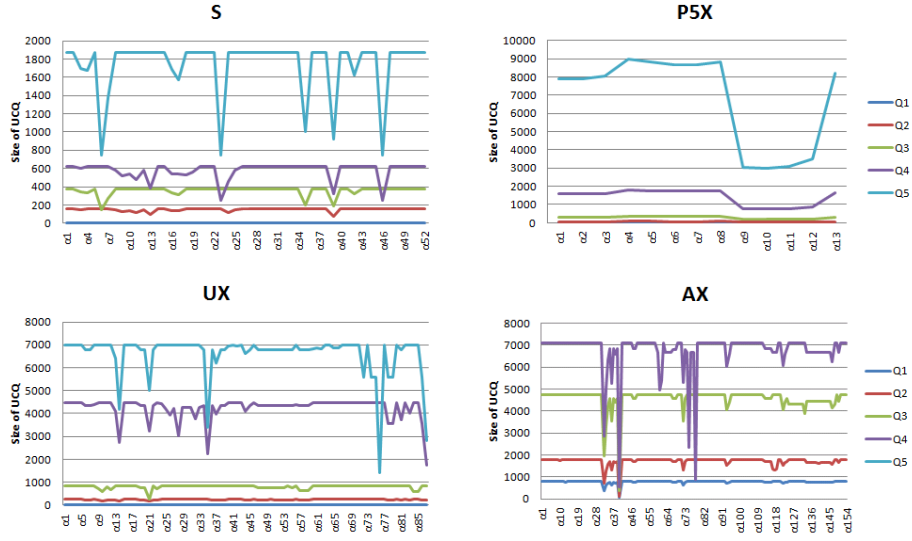 S
Size of UCQ
2000
1800
1600
1400
1200
1000
800
600
400
200
0
α1
α4
α7
α10
α13
α16
α19
α22
α25
α28
α31
α34
α37
α40
α43
α46
α49
α52
P5X
Size of UCQ
10000
9000
8000
7000
6000
5000
4000
3000
2000
1000
0
α1
α2
α3
α4
α5
α6
α7
α8
α9
α10
α11
α12
α13
Q1
Q2
Q3
Q4
Q5
UX
Size of UCQ
8000
7000
6000
5000
4000
3000
2000
1000
0
α1
α5
α9
α13
α17
α21
α25
α29
α33
α37
α41
α45
α49
α53
α57
α61
α65
α69
α73
α77
α81
α85
AX
Size of UCQ
8000
7000
6000
5000
4000
3000
2000
1000
0
α1
α10
α19
α28
α37
α46
α55
α64
α73
α82
α91
α100
α109
α118
α127
α136
α145
α154
Q1
Q2
Q3
Q4
Q5